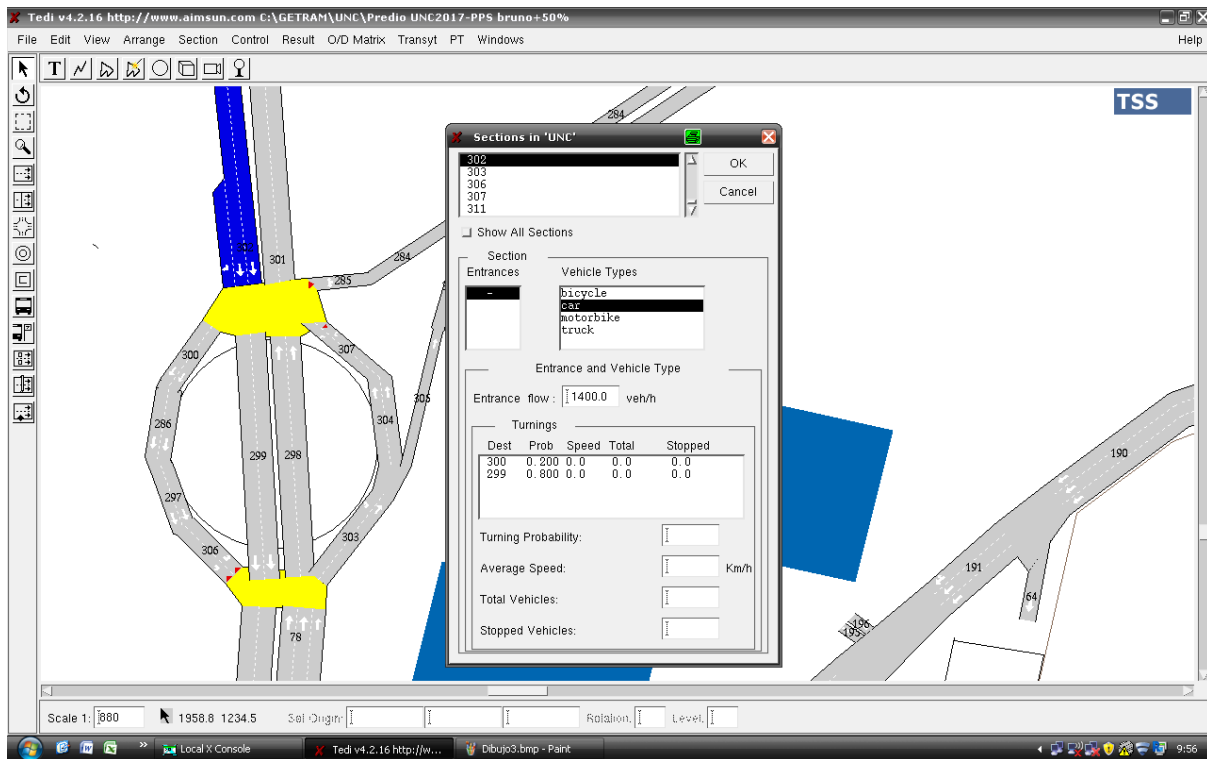 Tedi v4.2.16 http://www.aimsun.com C:\GETRAM\UNC\Predio UNC2017-PPS bruno+50%
File Edit View Arrange Section Control Result O/D Matrix Transyt PT Windows Help
T
TSS
284
301
284
285
300
307
305
286
304
299
298
297
303
306
78
190
191
64
196
195
Sections in 'UNC'
302
303
306
307
311
OK
Cancel
Show All Sections
Section
Entrances Vehicle Types
-
bicycle
car
motorbike
truck
Entrance and Vehicle Type
Entrance flow : 1400.0 veh/h
Turnings
Dest Prob Speed Total Stopped
300 0.200 0.0 0.0 0.0
299 0.800 0.0 0.0 0.0
Turning Probability:
Average Speed: Km/h
Total Vehicles:
Stopped Vehicles:
Scale 1: 880 1958.8 1234.5 Sol Origin: Rotation: Level:
» Local X Console Tedi v4.2.16 http://w... Dibujo3.bmp - Paint 9:56